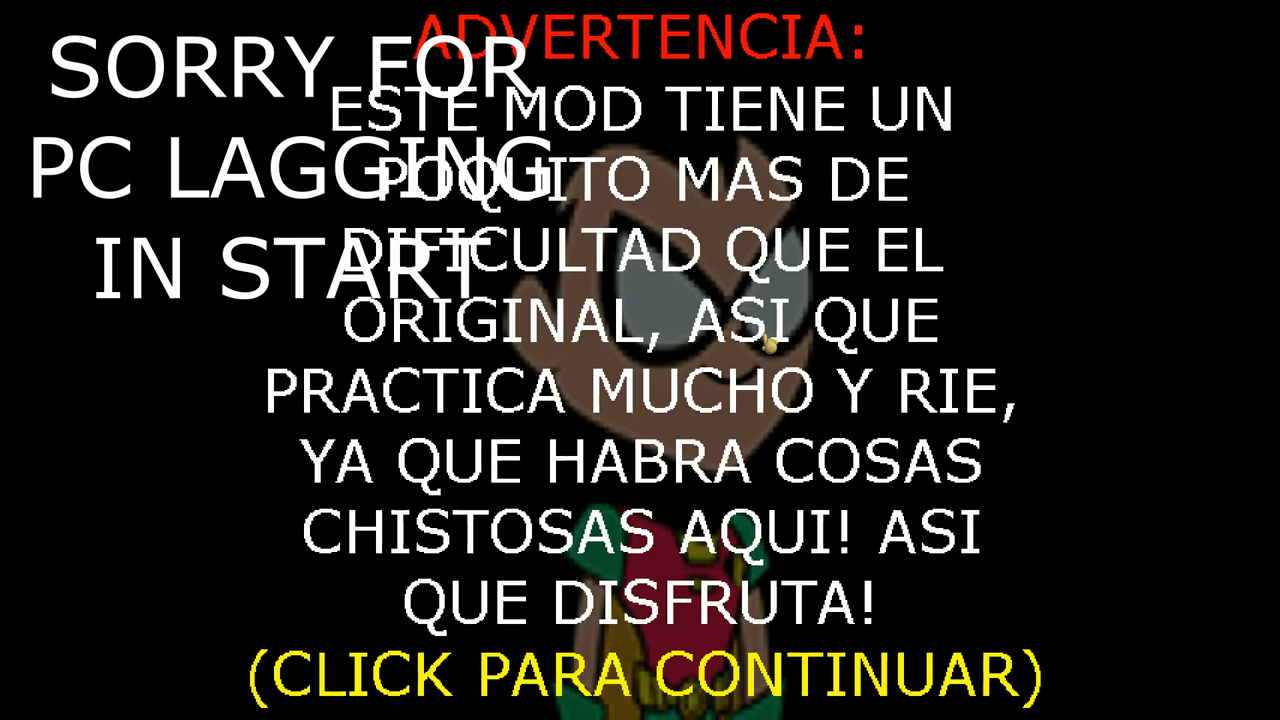 SORRY FOR
PC LAGGING
IN START
ADVERTENCIA:
ESTE MOD TIENE UN
POQUITO MAS DE
DIFICULTAD QUE EL
ORIGINAL, ASI QUE
PRACTICA MUCHO Y RIE,
YA QUE HABRA COSAS
CHISTOSAS AQUI! ASI
QUE DISFRUTA!
(CLICK PARA CONTINUAR)